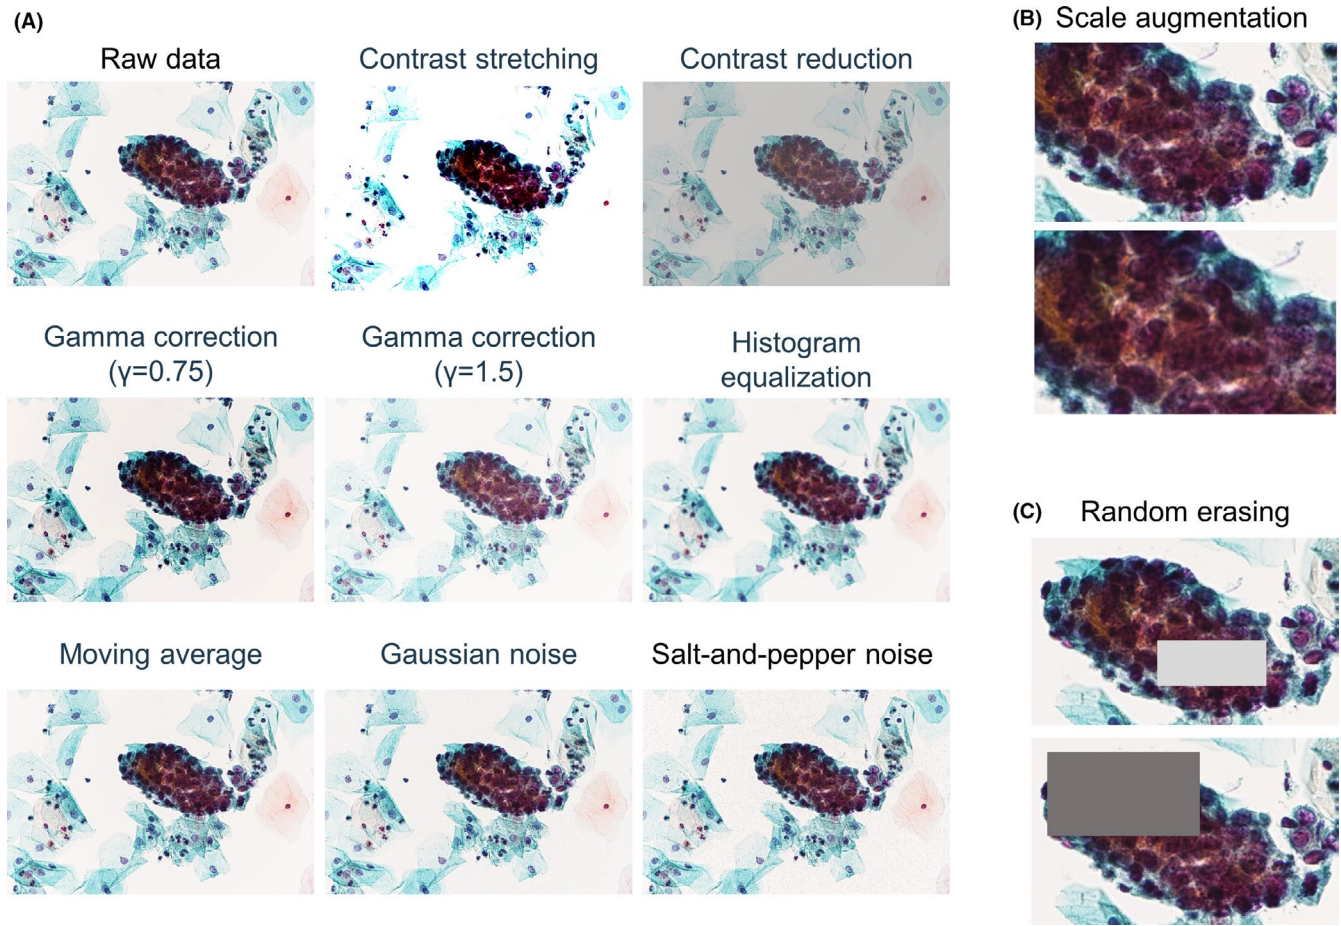 (A)
Raw data
Contrast stretching
Contrast reduction
Gamma correction
(γ=0.75)
Gamma correction
(γ=1.5)
Histogram
equalization
Moving average
Gaussian noise
Salt-and-pepper noise
(B) Scale augmentation
(C) Random erasing